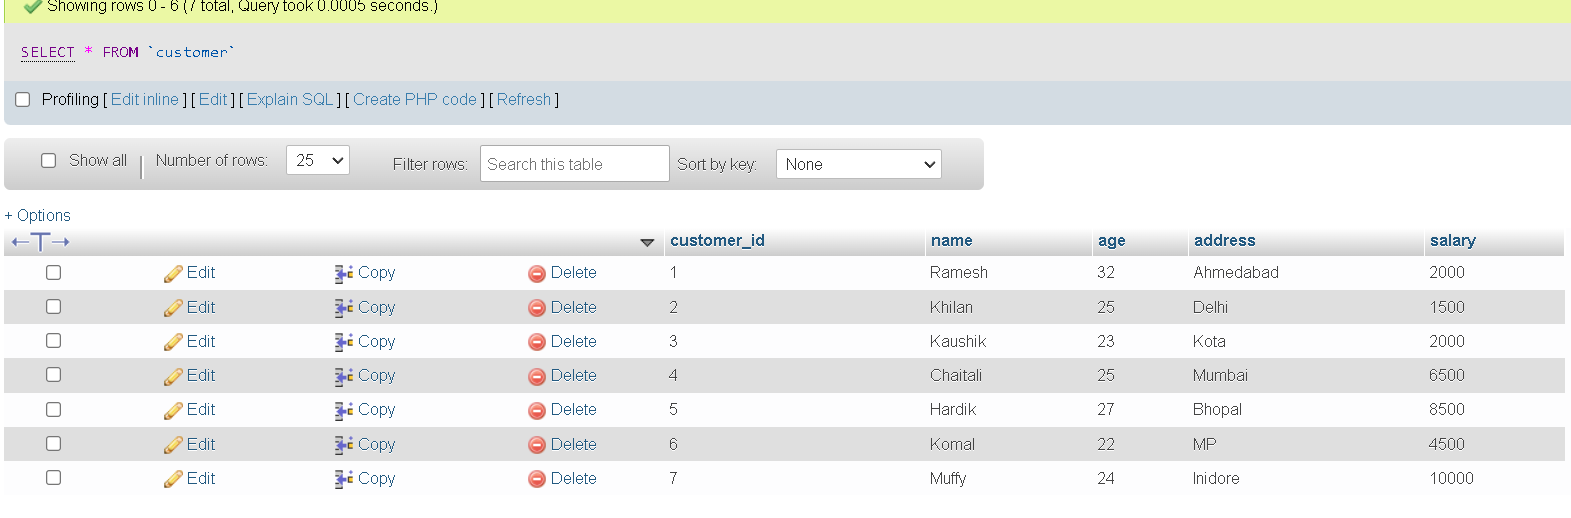 Showing rows 0 - 6 (7 total, Query took 0.0005 seconds.)
SELECT * FROM `customer`
Profiling [ Edit inline ] [ Edit ] [ Explain SQL ] [ Create PHP code ] [ Refresh ]
Show all | Number of rows: 25 Filter rows: Search this table Sort by key: None
+ Options
←T→ customer_id name age address salary
Edit Copy Delete 1 Ramesh 32 Ahmedabad 2000
Edit Copy Delete 2 Khilan 25 Delhi 1500
Edit Copy Delete 3 Kaushik 23 Kota 2000
Edit Copy Delete 4 Chaitali 25 Mumbai 6500
Edit Copy Delete 5 Hardik 27 Bhopal 8500
Edit Copy Delete 6 Komal 22 MP 4500
Edit Copy Delete 7 Muffy 24 Inidore 10000